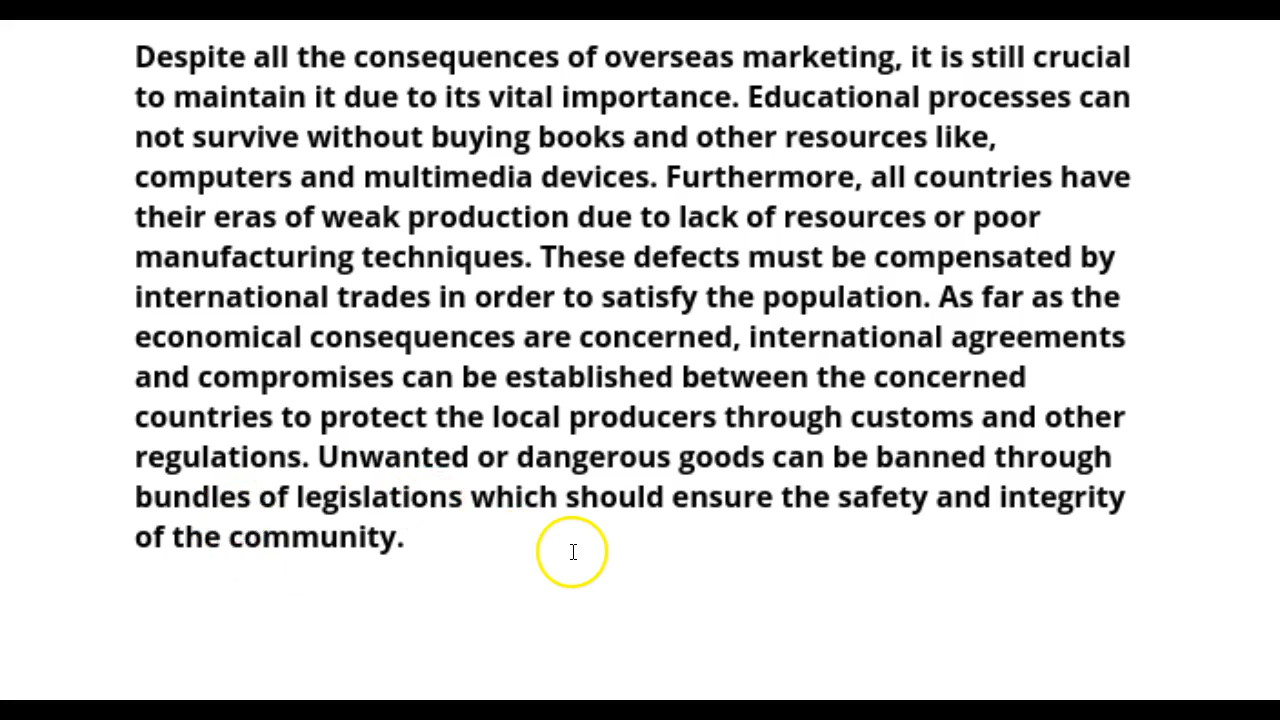 Despite all the consequences of overseas marketing, it is still crucial
to maintain it due to its vital importance. Educational processes can
not survive without buying books and other resources like,
computers and multimedia devices. Furthermore, all countries have
their eras of weak production due to lack of resources or poor
manufacturing techniques. These defects must be compensated by
international trades in order to satisfy the population. As far as the
economical consequences are concerned, international agreements
and compromises can be established between the concerned
countries to protect the local producers through customs and other
regulations. Unwanted or dangerous goods can be banned through
bundles of legislations which should ensure the safety and integrity
of the community.